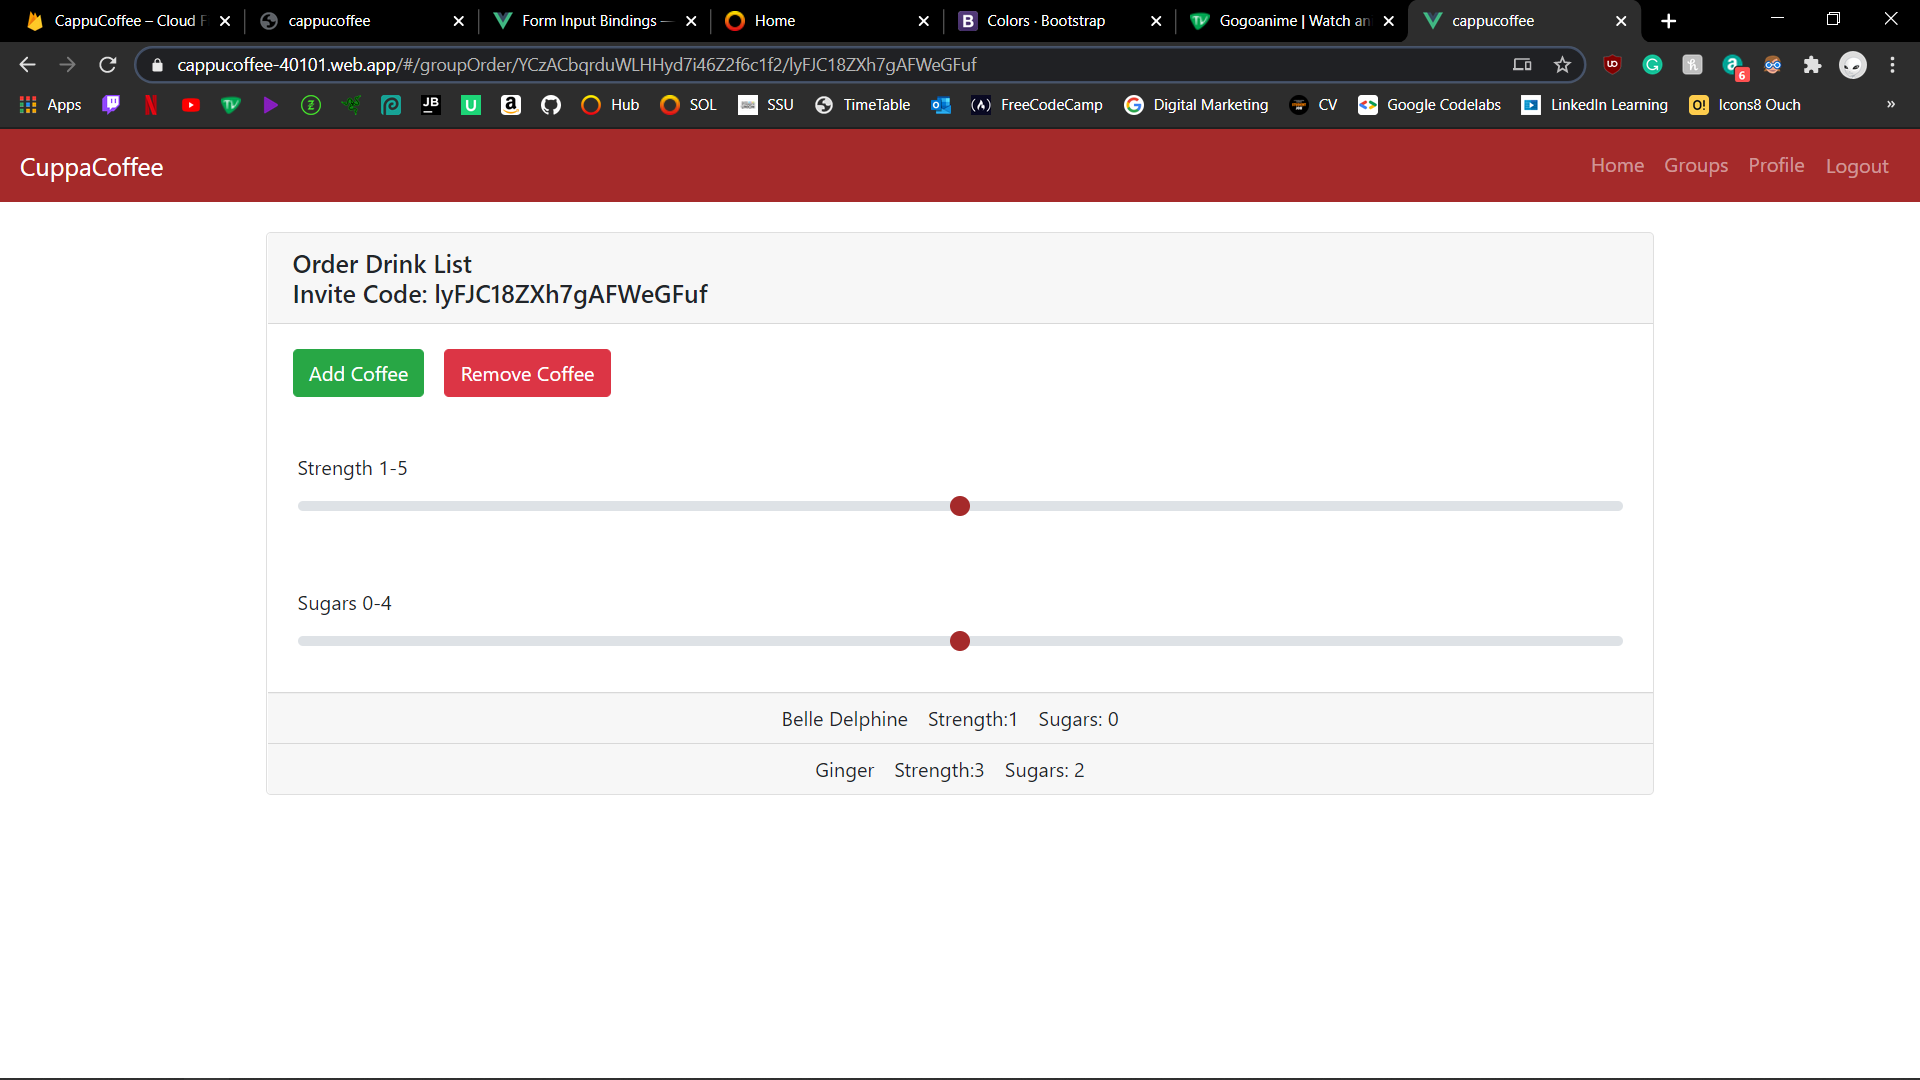 CappuCoffee – Cloud F
cappucoffee
Form Input Bindings —
Home
Colors · Bootstrap
Gogoanime | Watch an
cappucoffee
cappucoffee-40101.web.app/#/groupOrder/YCzACbqrduWLHHyd7i46Z2f6c1f2/lyFJC18ZXh7gAFWeGFuf
6
Apps
Hub
SOL
SSU
TimeTable
FreeCodeCamp
Digital Marketing
CV
Google Codelabs
LinkedIn Learning
Icons8 Ouch
»
CuppaCoffee
Home Groups Profile Logout
Order Drink List
Invite Code: lyFJC18ZXh7gAFWeGFuf
Add Coffee Remove Coffee
Strength 1-5
Sugars 0-4
Belle Delphine Strength:1 Sugars: 0
Ginger Strength:3 Sugars: 2